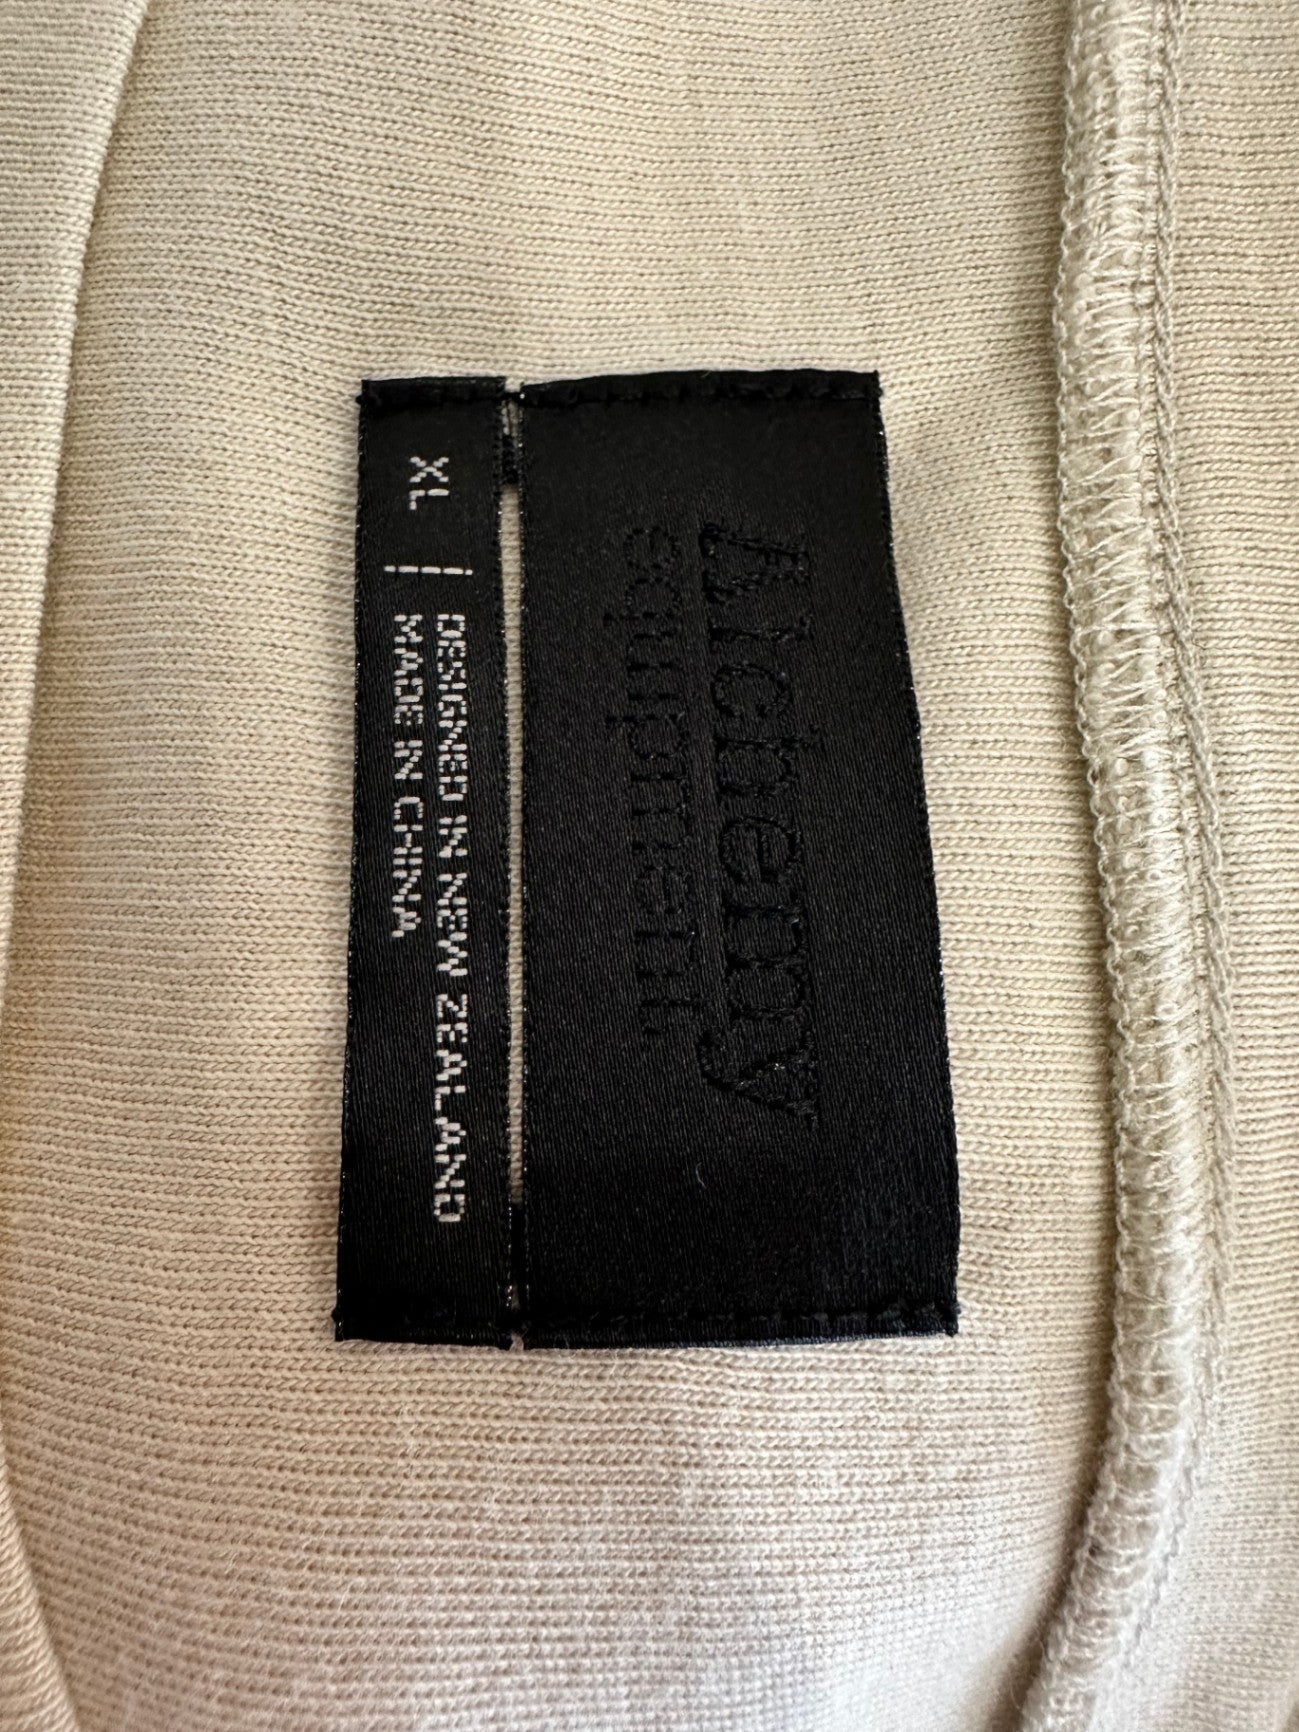 Alchemy
equipment
XL | DESIGNED IN NEW ZEALAND
| MADE IN CHINA